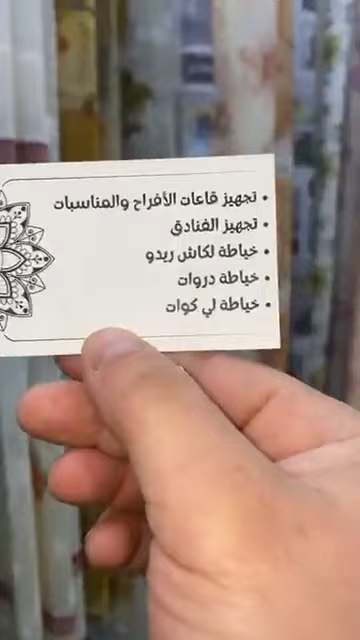 • تجهيز قاعات الأفراح والمناسبات
• تجهيز الفنادق
• خياطة لكاش ريدو
• خياطة دروات
• خياطة لي كوات